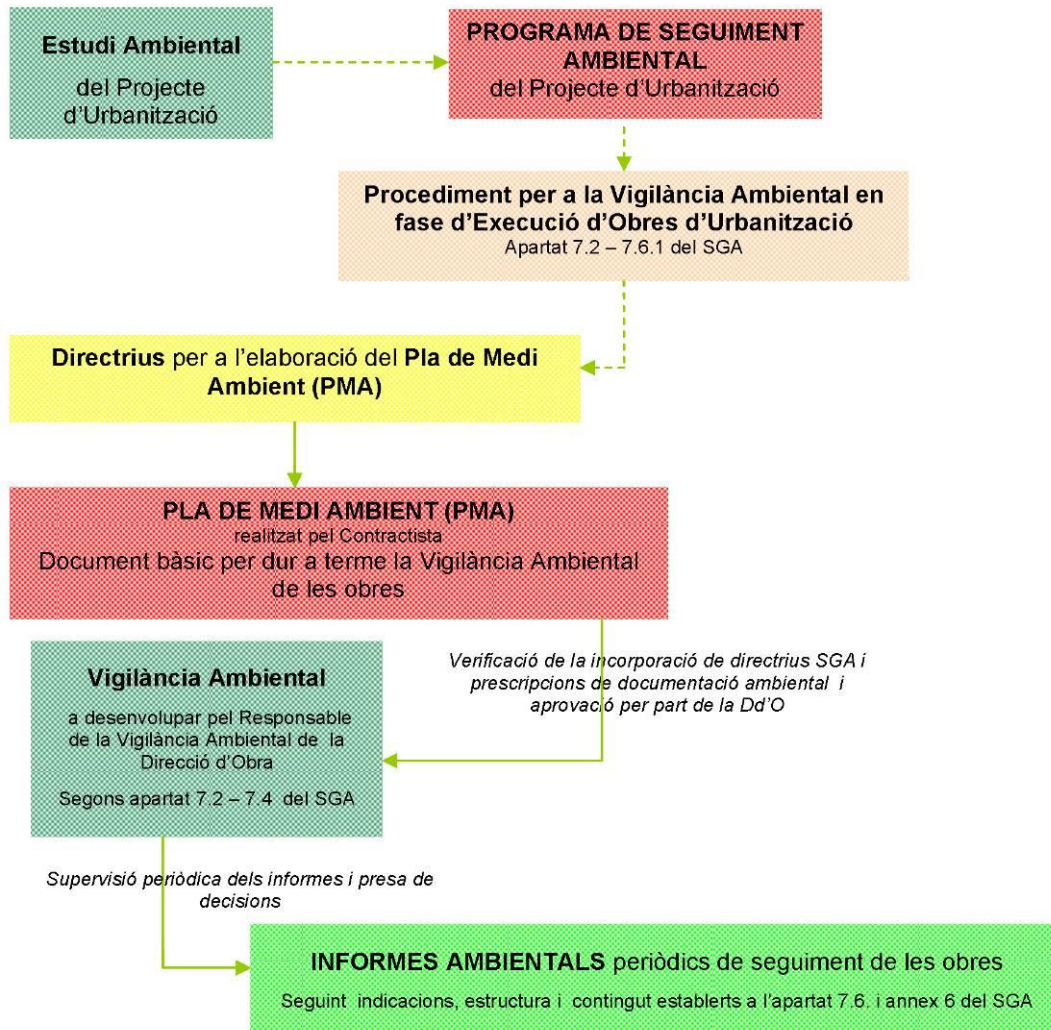 Estudi Ambiental
del Projecte
d'Urbanització
PROGRAMA DE SEGUIMENT
AMBIENTAL
del Projecte d'Urbanització
Procediment per a la Vigilància Ambiental en
fase d'Execució d'Obres d'Urbanització
Apartat 7.2 – 7.6.1 del SGA
Directrius per a l'elaboració del Pla de Medi
Ambient (PMA)
PLA DE MEDI AMBIENT (PMA)
realitzat pel Contractista
Document bàsic per dur a terme la Vigilància Ambiental
de les obres
Verificació de la incorporació de directrius SGA i
prescripcions de documentació ambiental i
aprovació per part de la Dd'O
Vigilància Ambiental
a desenvolupar pel Responsable
de la Vigilància Ambiental de la
Direcció d'Obra
Segons apartat 7.2 – 7.4 del SGA
Supervisió periòdica dels informes i presa de
decisions
INFORMES AMBIENTALS periòdics de seguiment de les obres
Seguint indicacions, estructura i contingut establerts a l'apartat 7.6. i annex 6 del SGA